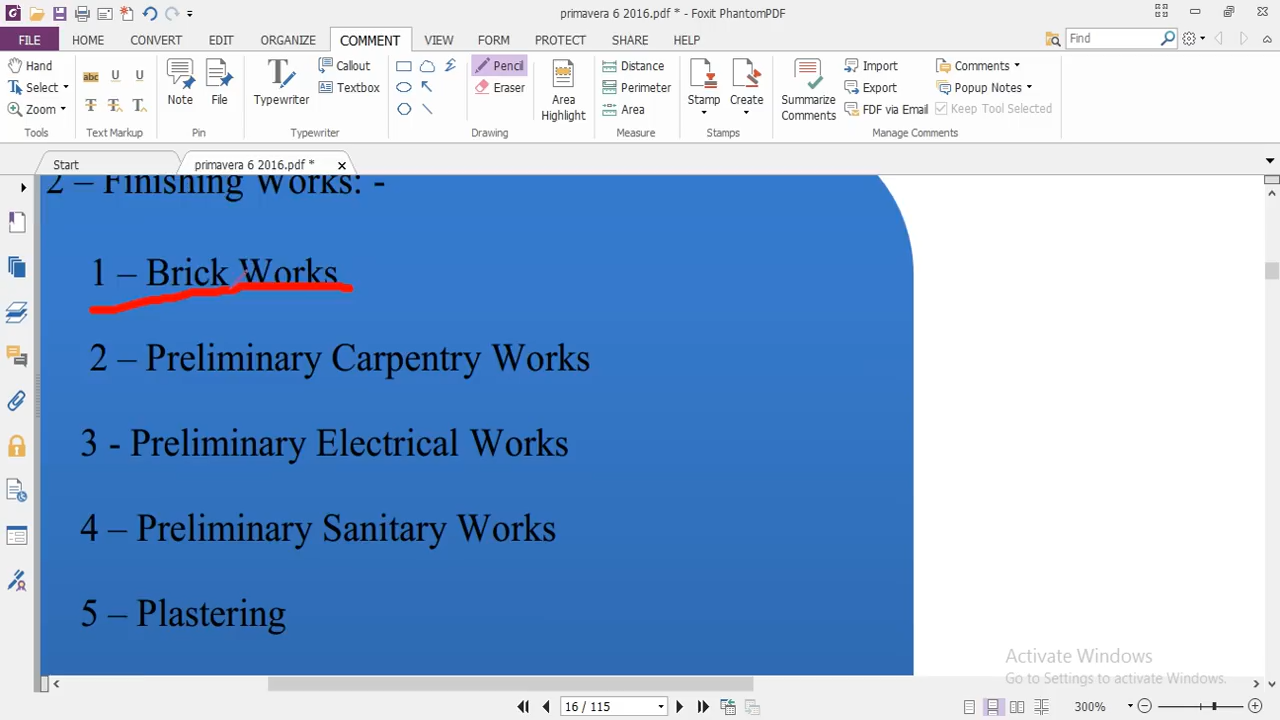 primavera 6 2016.pdf * - Foxit PhantomPDF
FILE HOME CONVERT EDIT ORGANIZE COMMENT VIEW FORM PROTECT SHARE HELP Find
Hand
Select
Zoom
Tools
abc U U
T T T
Text Markup
Note File
Pin
Typewriter
Callout
Textbox
Typewriter
Pencil
Eraser
Area Highlight
Drawing
Distance
Perimeter
Area
Measure
Stamp Create
Stamps
Summarize Comments
Import
Export
FDF via Email
Comments
Popup Notes
Keep Tool Selected
Manage Comments
Start primavera 6 2016.pdf *
2 – Finishing Works: -
1 – Brick Works
2 – Preliminary Carpentry Works
3 - Preliminary Electrical Works
4 – Preliminary Sanitary Works
5 – Plastering
Activate Windows
Go to Settings to activate Windows.
16 / 115 300%